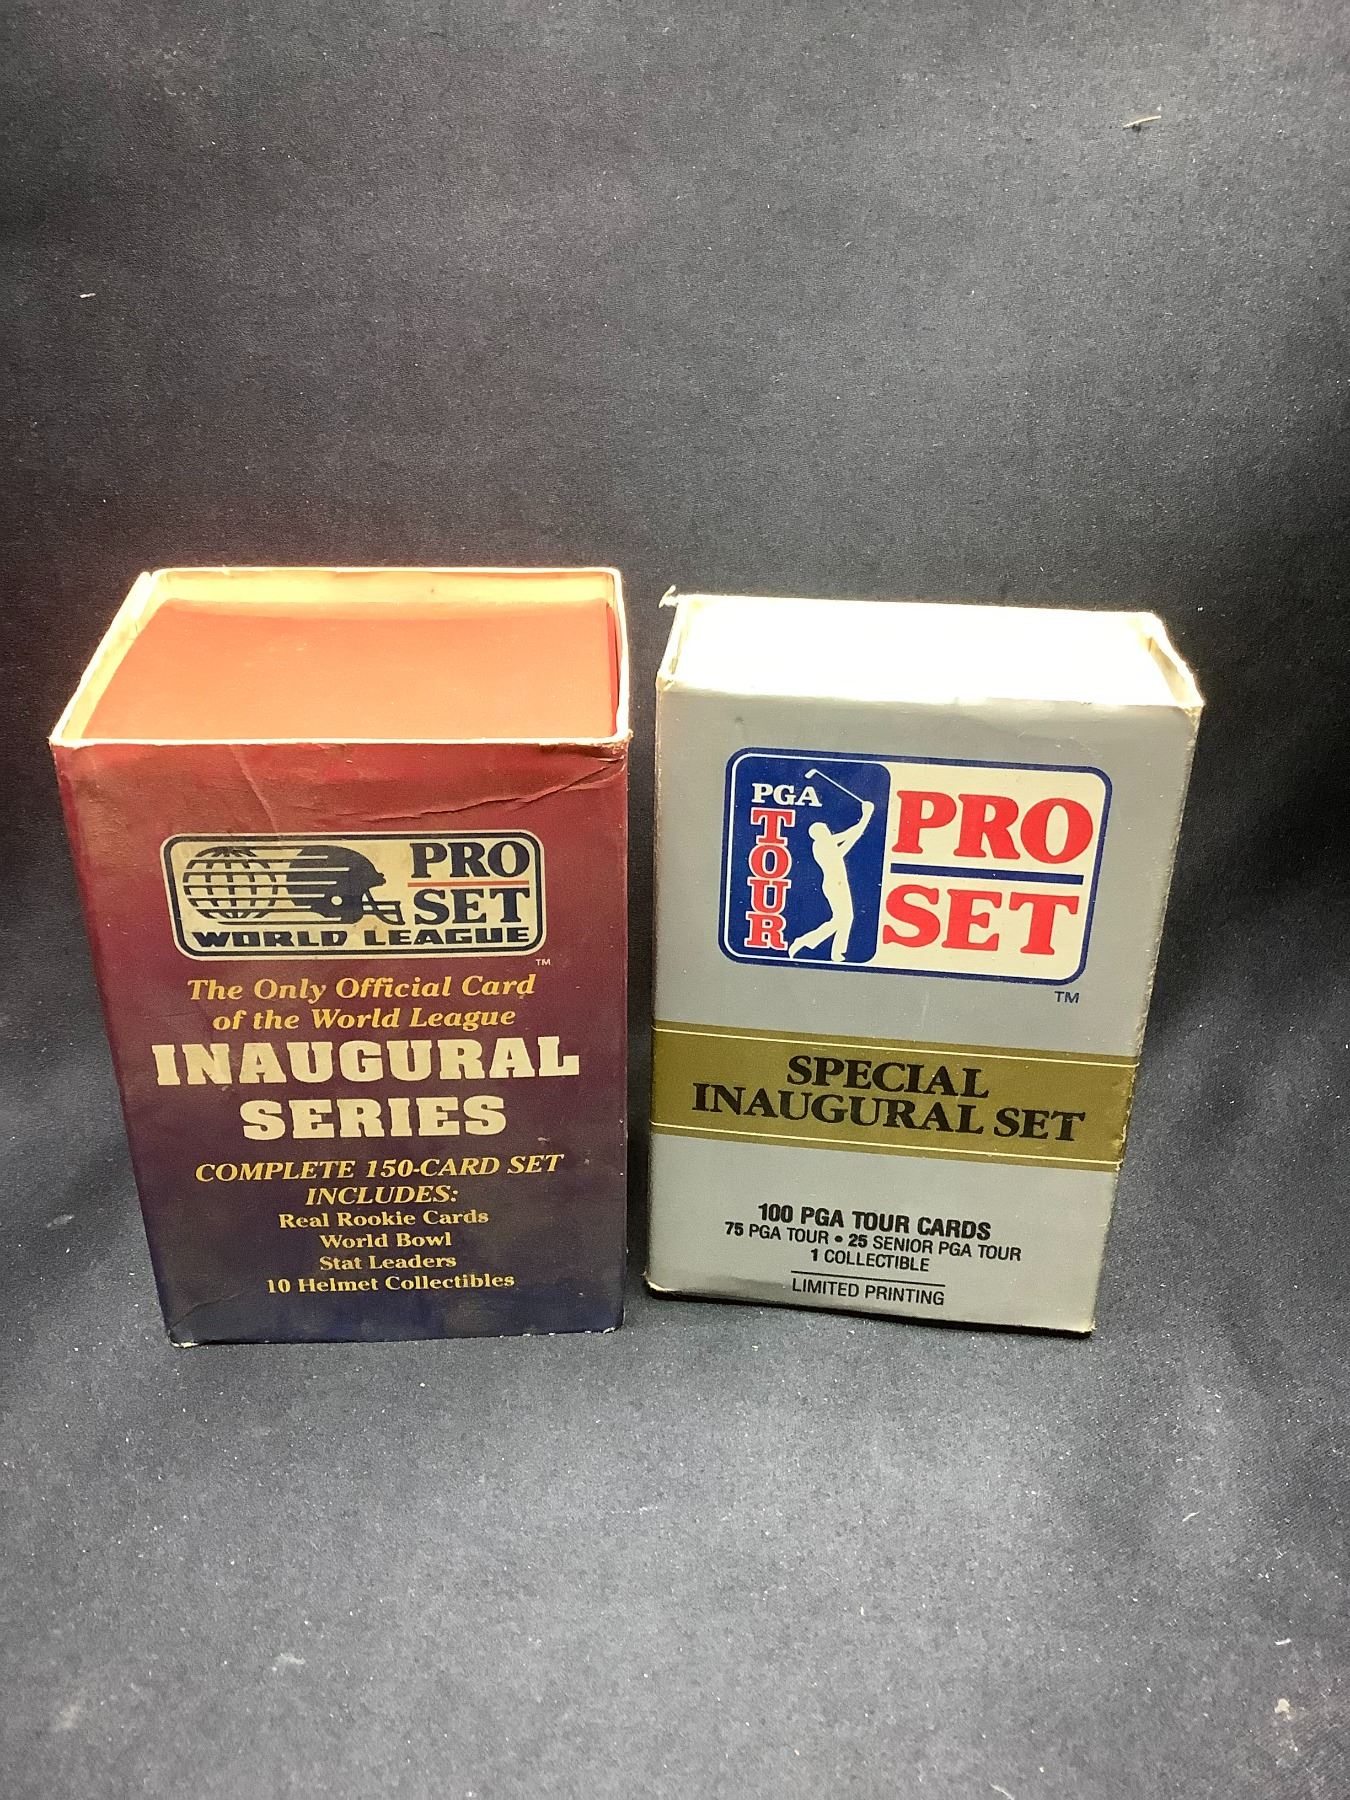 PRO
SET
WORLD LEAGUE
TM
The Only Official Card
of the World League
INAUGURAL
SERIES
COMPLETE 150-CARD SET
INCLUDES:
Real Rookie Cards
World Bowl
Stat Leaders
10 Helmet Collectibles
PGA
TOUR
PRO
SET
TM
SPECIAL
INAUGURAL SET
100 PGA TOUR CARDS
75 PGA TOUR • 25 SENIOR PGA TOUR
1 COLLECTIBLE
LIMITED PRINTING